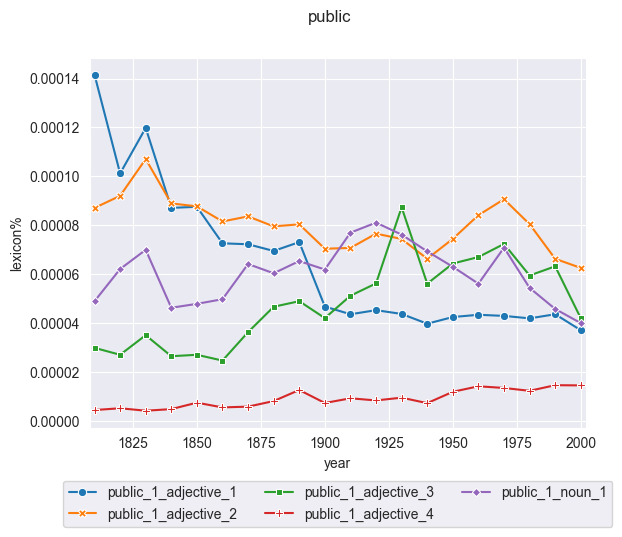 public
0.00014
0.00012
0.00010
0.00008
0.00006
0.00004
0.00002
0.00000
lexicon%
1825 1850 1875 1900 1925 1950 1975 2000
year
public_1_adjective_1 public_1_adjective_3 public_1_noun_1
public_1_adjective_2 public_1_adjective_4